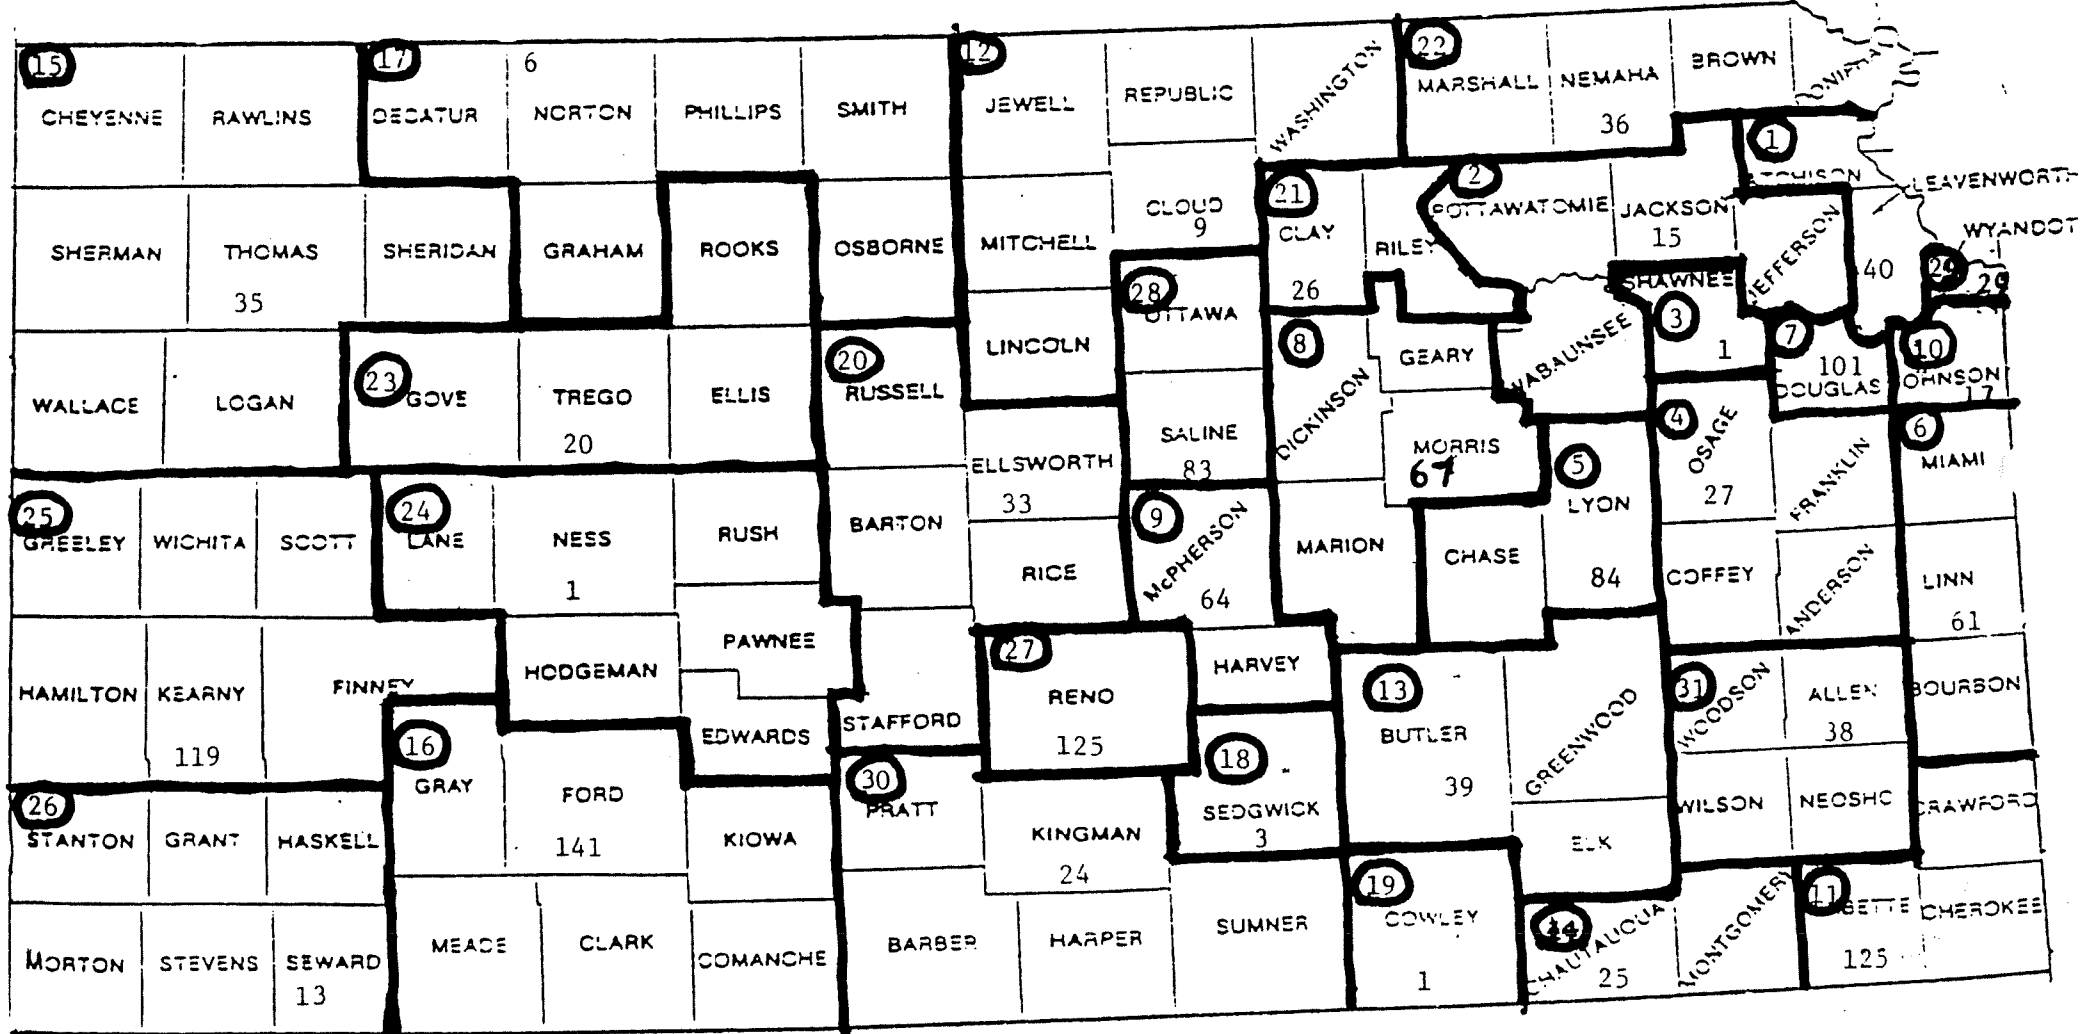 15
17
6
12
22
CHEYENNE
RAWLINS
DECATUR
NORTON
PHILLIPS
SMITH
JEWELL
REPUBLIC
WASHINGTON
MARSHALL
NEMAHA
BROWN
36
1
ATCHISON
LEAVENWORTH
WYANDOT
SHERMAN
THOMAS
SHERIDAN
GRAHAM
ROOKS
OSBORNE
MITCHELL
CLOUD
9
21
CLAY
26
RILEY
2
POTTAWATOMIE
JACKSON
15
JEFFERSON
40
29
29
35
28
OTTAWA
SHAWNEE
3
1
7
101
DOUGLAS
10
JOHNSON
17
WALLACE
LOGAN
23
GOVE
TREGO
20
ELLIS
20
RUSSELL
LINCOLN
SALINE
83
8
DICKINSON
GEARY
WABAUNSEE
MORRIS
67
ELLSWORTH
33
5
LYON
84
4
OSAGE
27
FRANKLIN
6
MIAMI
25
GREELEY
WICHITA
SCOTT
24
LANE
NESS
1
RUSH
BARTON
RICE
9
McPHERSON
64
MARION
CHASE
COFFEY
ANDERSON
LINN
61
HAMILTON
KEARNY
119
FINNEY
HODGEMAN
PAWNEE
EDWARDS
STAFFORD
27
RENO
125
HARVEY
13
BUTLER
39
GREENWOOD
31
WOODSON
ALLEN
38
BOURBON
16
GRAY
FORD
141
KIOWA
30
PRATT
KINGMAN
24
18
SEDGWICK
3
ELK
WILSON
NEOSHO
CRAWFORD
26
STANTON
GRANT
HASKELL
MORTON
STEVENS
SEWARD
13
MEADE
CLARK
COMANCHE
BARBER
HARPER
SUMNER
19
COWLEY
1
14
CHAUTAUQUA
25
MONTGOMERY
11
BETTE
125
CHEROKEE